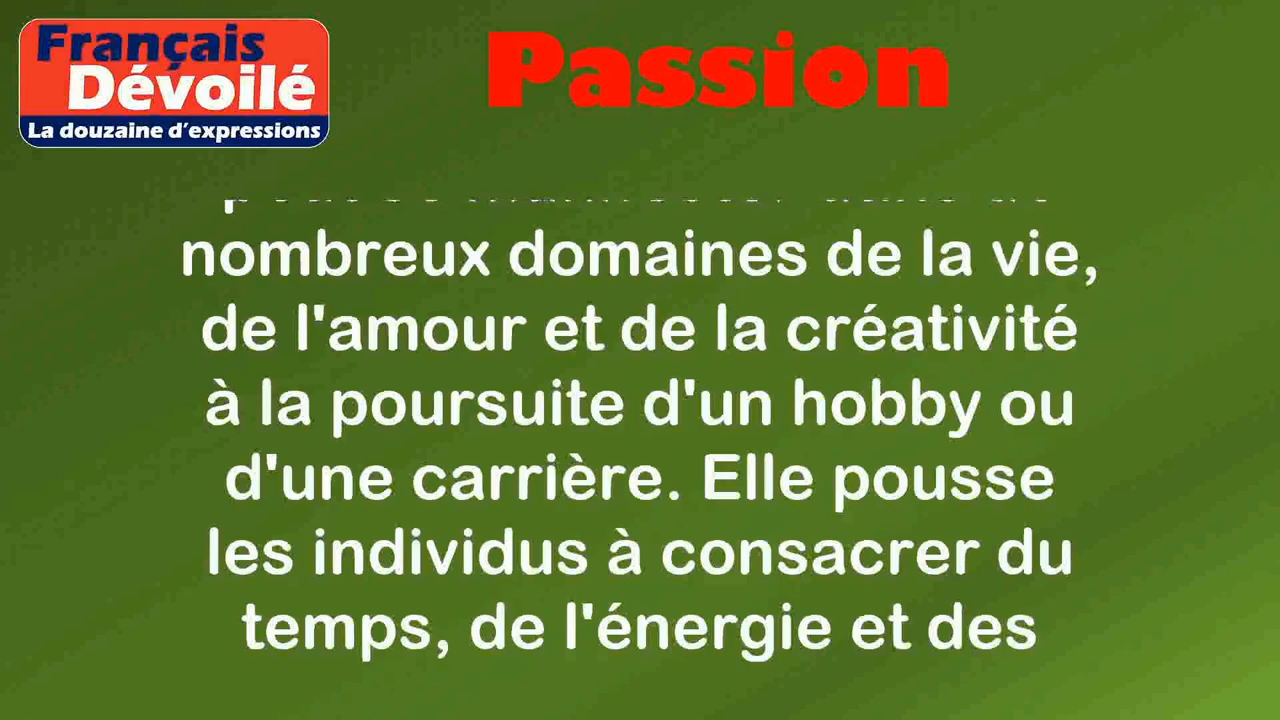 Français
Dévoilé
La douzaine d'expressions
Passion
nombreux domaines de la vie,
de l'amour et de la créativité
à la poursuite d'un hobby ou
d'une carrière. Elle pousse
les individus à consacrer du
temps, de l'énergie et des